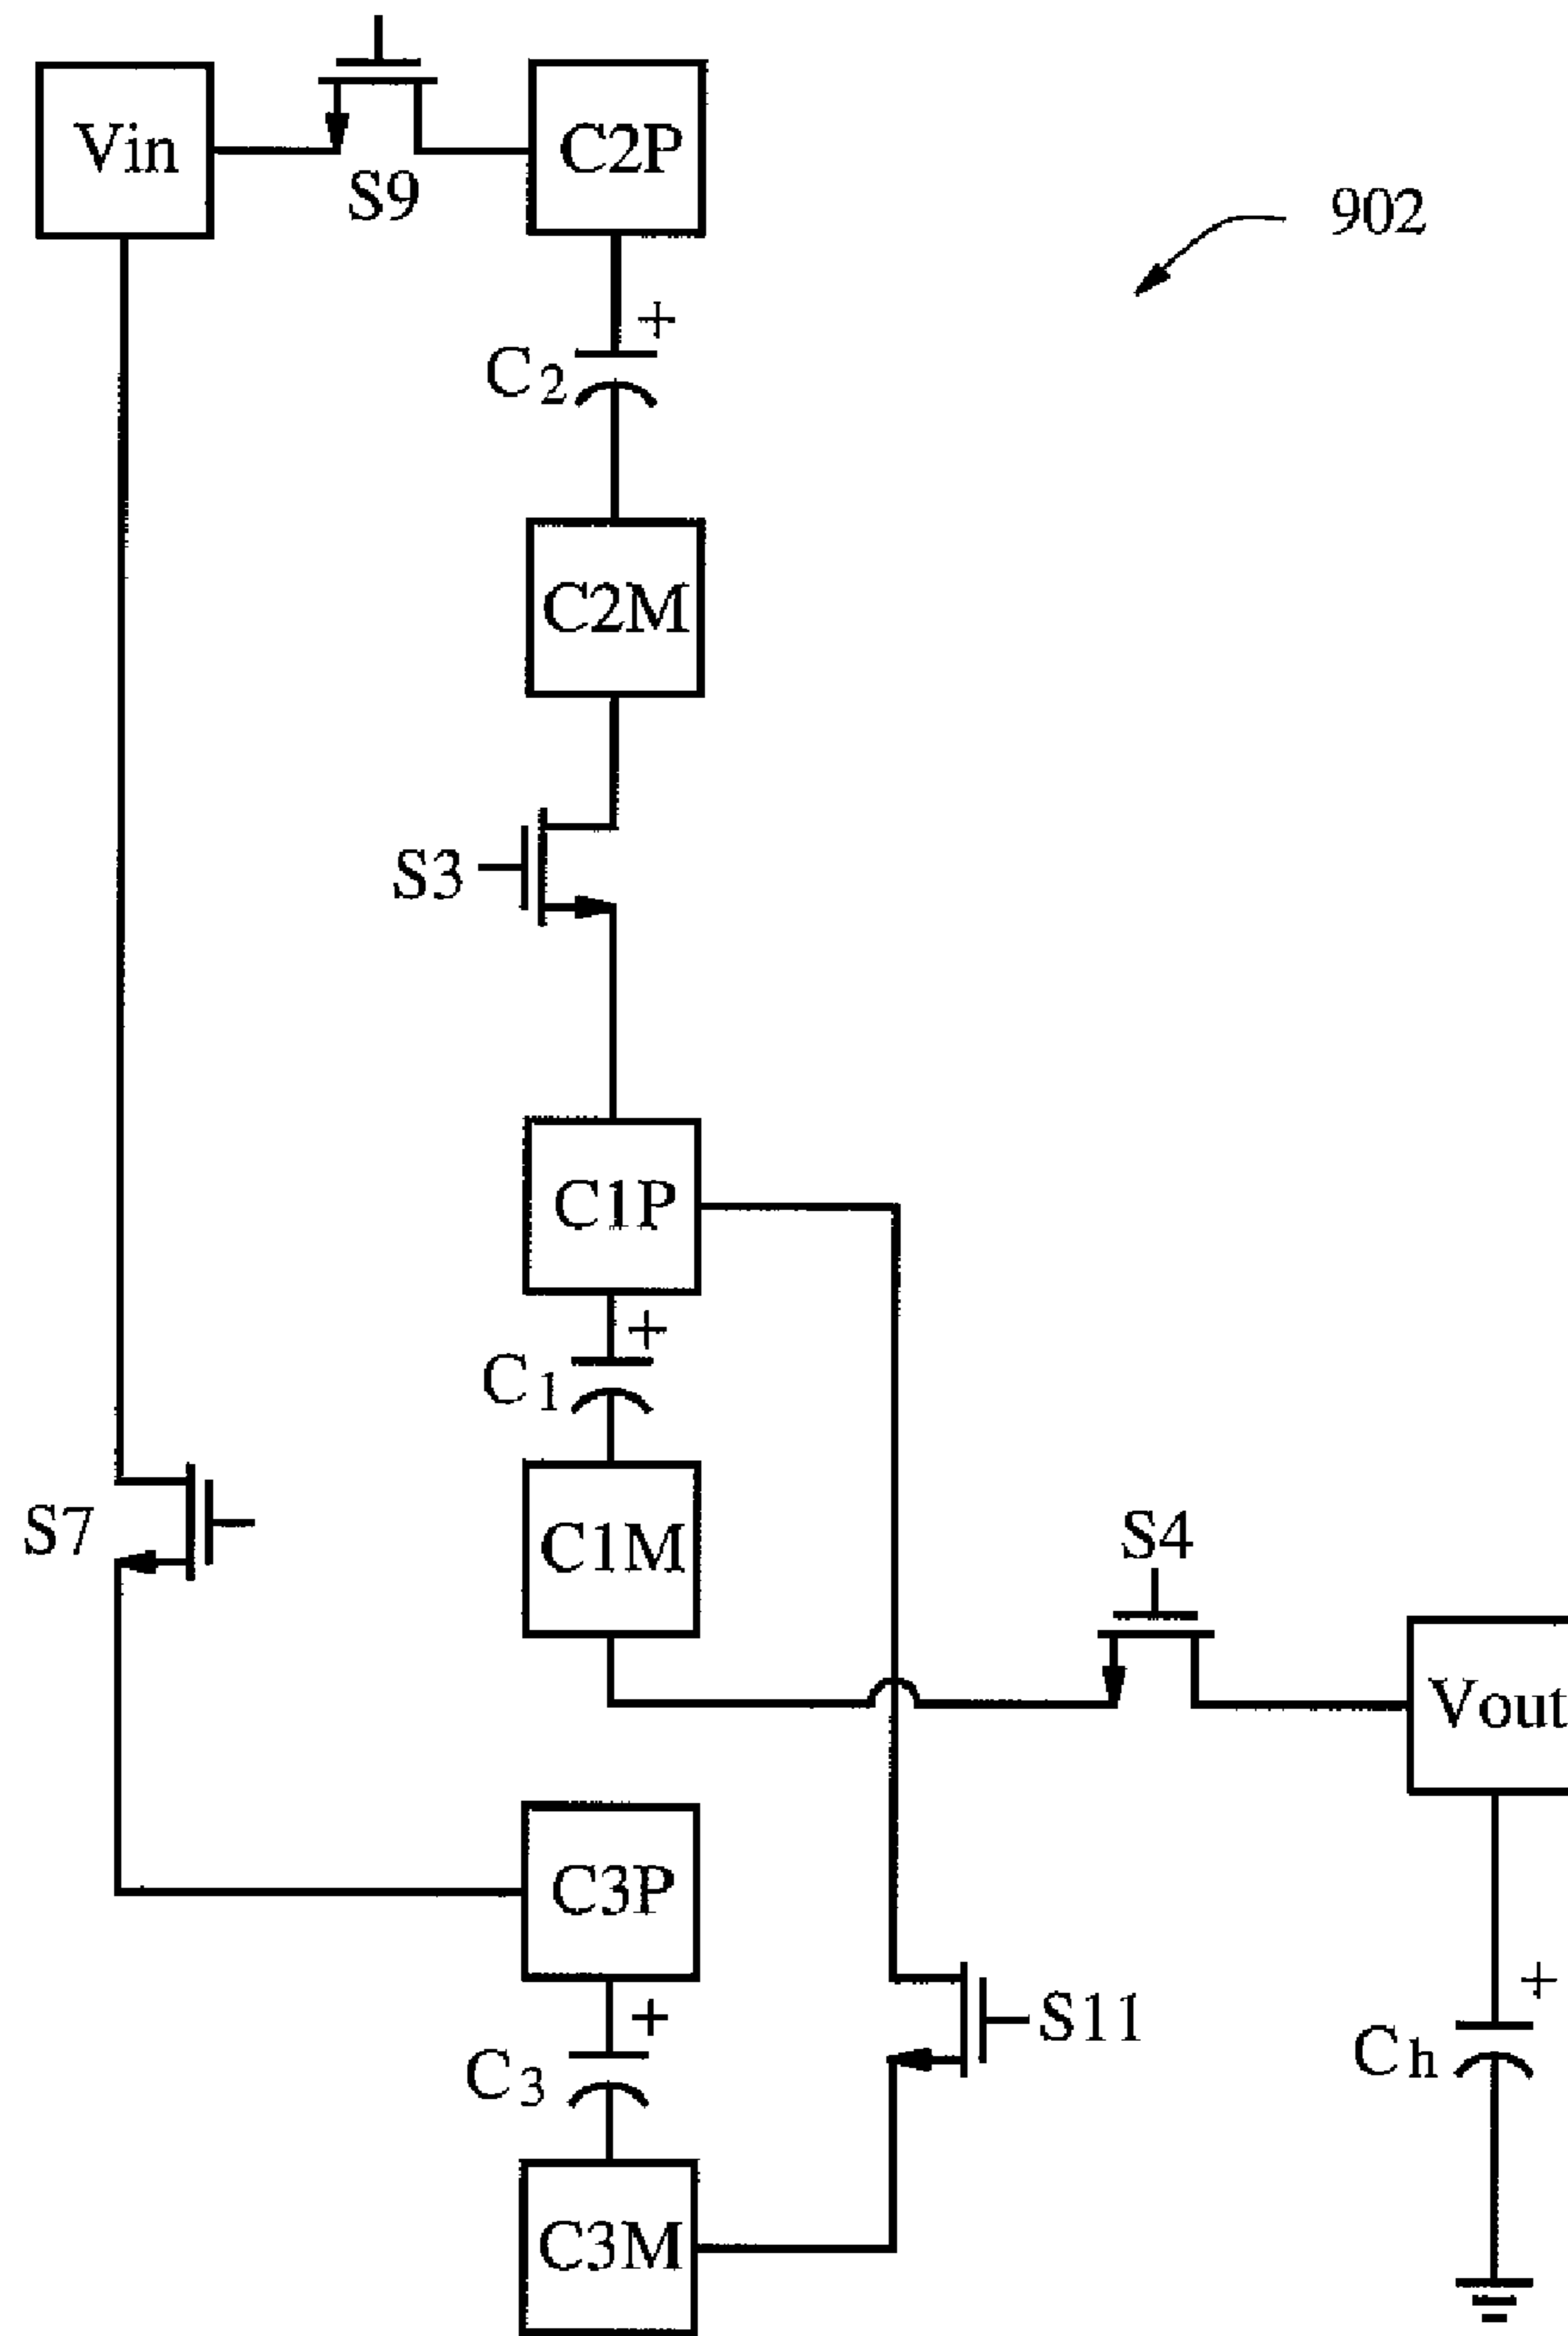 Vin
S9
C2P
902
+
C2
C2M
S3
C1P
+
C1
C1M
S7
S4
Vout
C3P
+
C3
S11
+
Ch
C3M